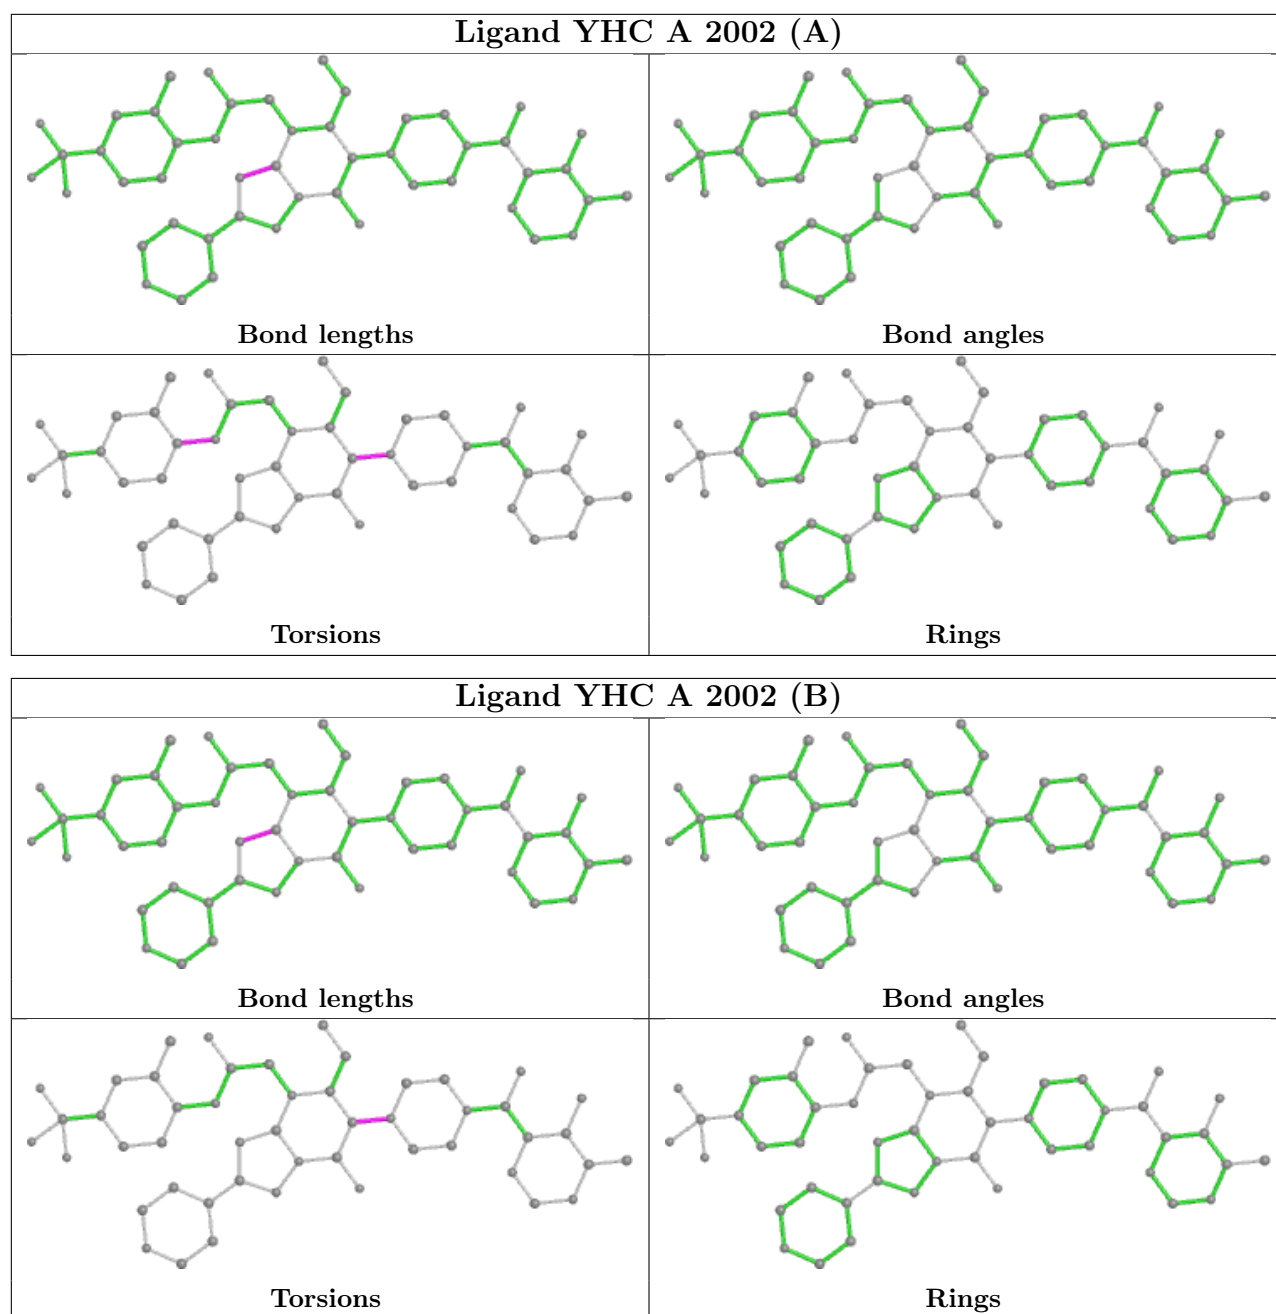 Ligand YHC A 2002 (A)
Bond lengths
Bond angles
Torsions
Rings
Ligand YHC A 2002 (B)
Bond lengths
Bond angles
Torsions
Rings